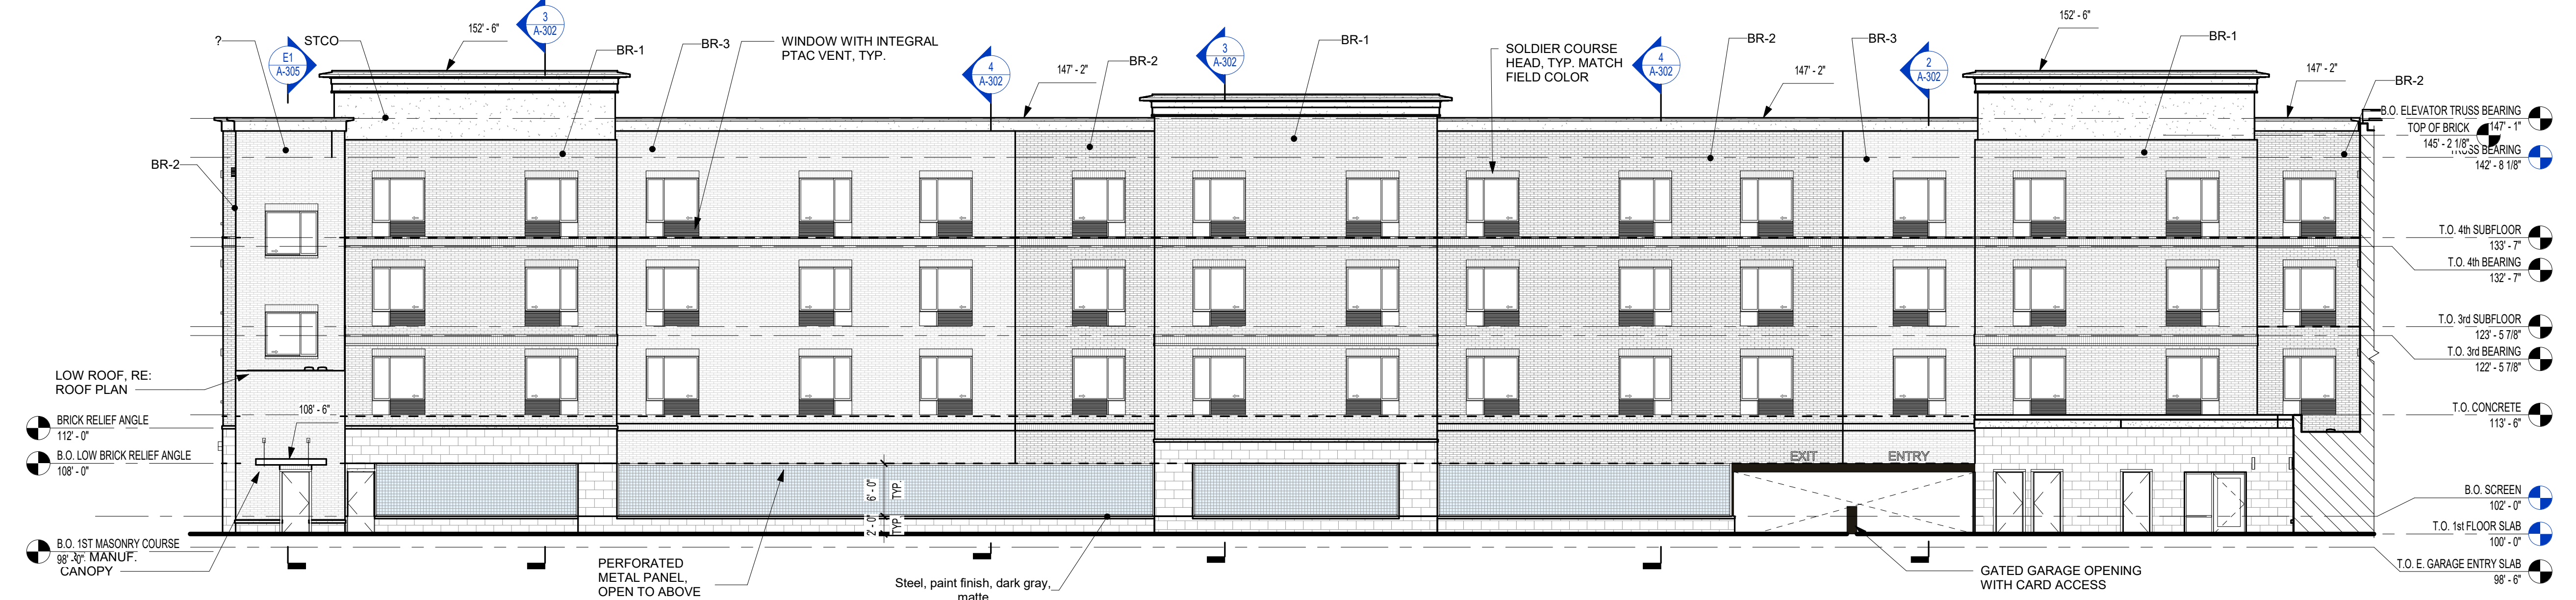 ?
STCO
152' - 6"
3
A-302
E1
A-305
BR-1
BR-3
WINDOW WITH INTEGRAL
PTAC VENT, TYP.
4
A-302
147' - 2"
BR-2
3
A-302
BR-1
SOLDIER COURSE
HEAD, TYP. MATCH
FIELD COLOR
4
A-302
BR-2
147' - 2"
BR-3
2
A-302
152' - 6"
BR-1
147' - 2"
BR-2
BR-2
B.O. ELEVATOR TRUSS BEARING
147' - 1"
TOP OF BRICK
145' - 2 1/8"
TRUSS BEARING
142' - 8 1/8"
T.O. 4th SUBFLOOR
133' - 7"
T.O. 4th BEARING
132' - 7"
T.O. 3rd SUBFLOOR
123' - 5 7/8"
T.O. 3rd BEARING
122' - 5 7/8"
T.O. CONCRETE
113' - 6"
LOW ROOF, RE:
ROOF PLAN
108' - 6"
BRICK RELIEF ANGLE
112' - 0"
B.O. LOW BRICK RELIEF ANGLE
108' - 0"
EXIT
ENTRY
6' - 0"
TYP.
2' - 0"
TYP.
B.O. SCREEN
102' - 0"
T.O. 1st FLOOR SLAB
100' - 0"
T.O. E. GARAGE ENTRY SLAB
98' - 6"
B.O. 1ST MASONRY COURSE
98' - 0"
MANUF.
CANOPY
PERFORATED
METAL PANEL,
OPEN TO ABOVE
Steel, paint finish, dark gray,
matte
GATED GARAGE OPENING
WITH CARD ACCESS